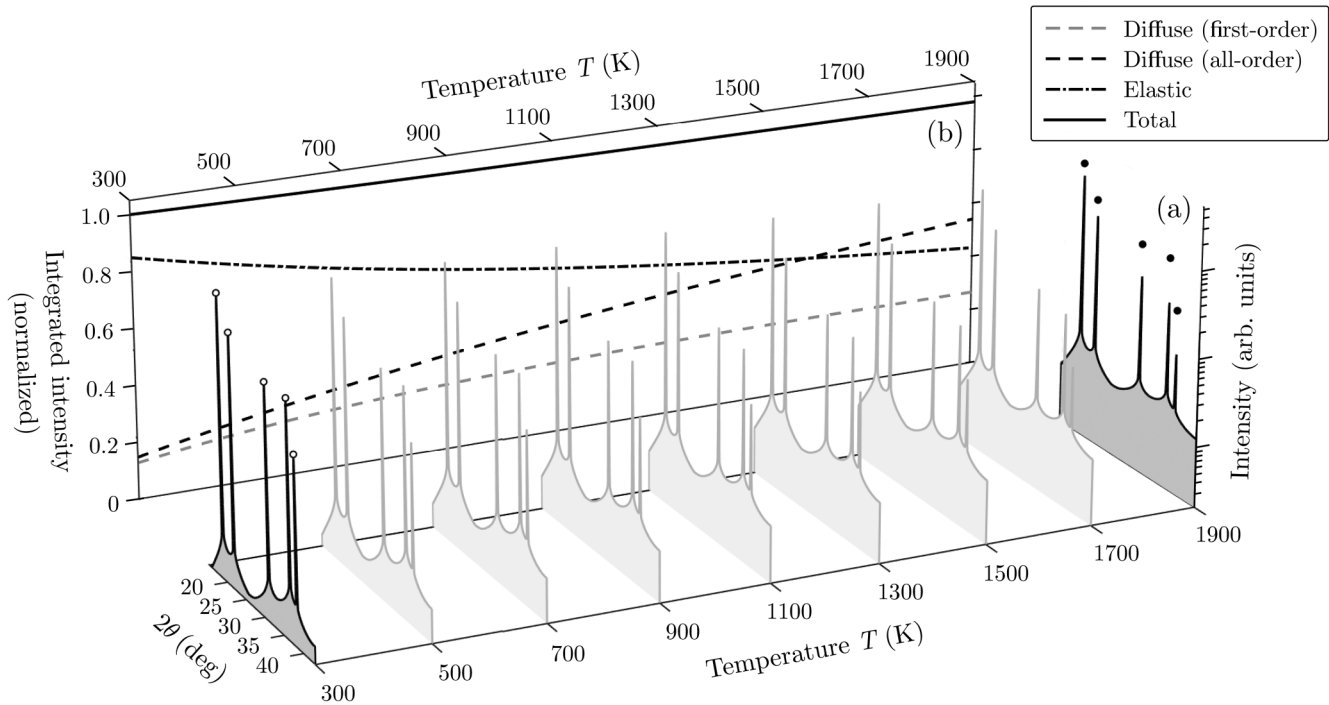 Diffuse (first-order)
Diffuse (all-order)
Elastic
Total
Temperature T (K)
300 500 700 900 1100 1300 1500 1700 1900
(b)
(a)
1.0
0.8
0.6
0.4
0.2
0
Integrated intensity
(normalized)
Intensity (arb. units)
20
25
30
35
40
2θ (deg)
300 500 700 900 1100 1300 1500 1700 1900
Temperature T (K)